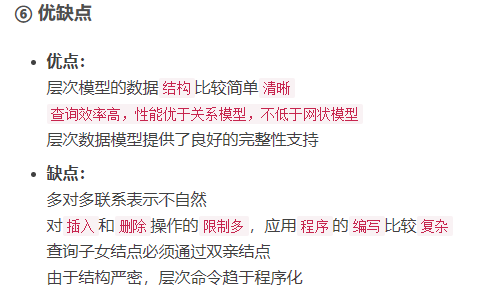 ⑥ 优缺点
优点：
层次模型的数据结构比较简单清晰
查询效率高，性能优于关系模型，不低于网状模型
层次数据模型提供了良好的完整性支持
缺点：
多对多联系表示不自然
对插入和删除操作的限制多，应用程序的编写比较复杂
查询子女结点必须通过双亲结点
由于结构严密，层次命令趋于程序化